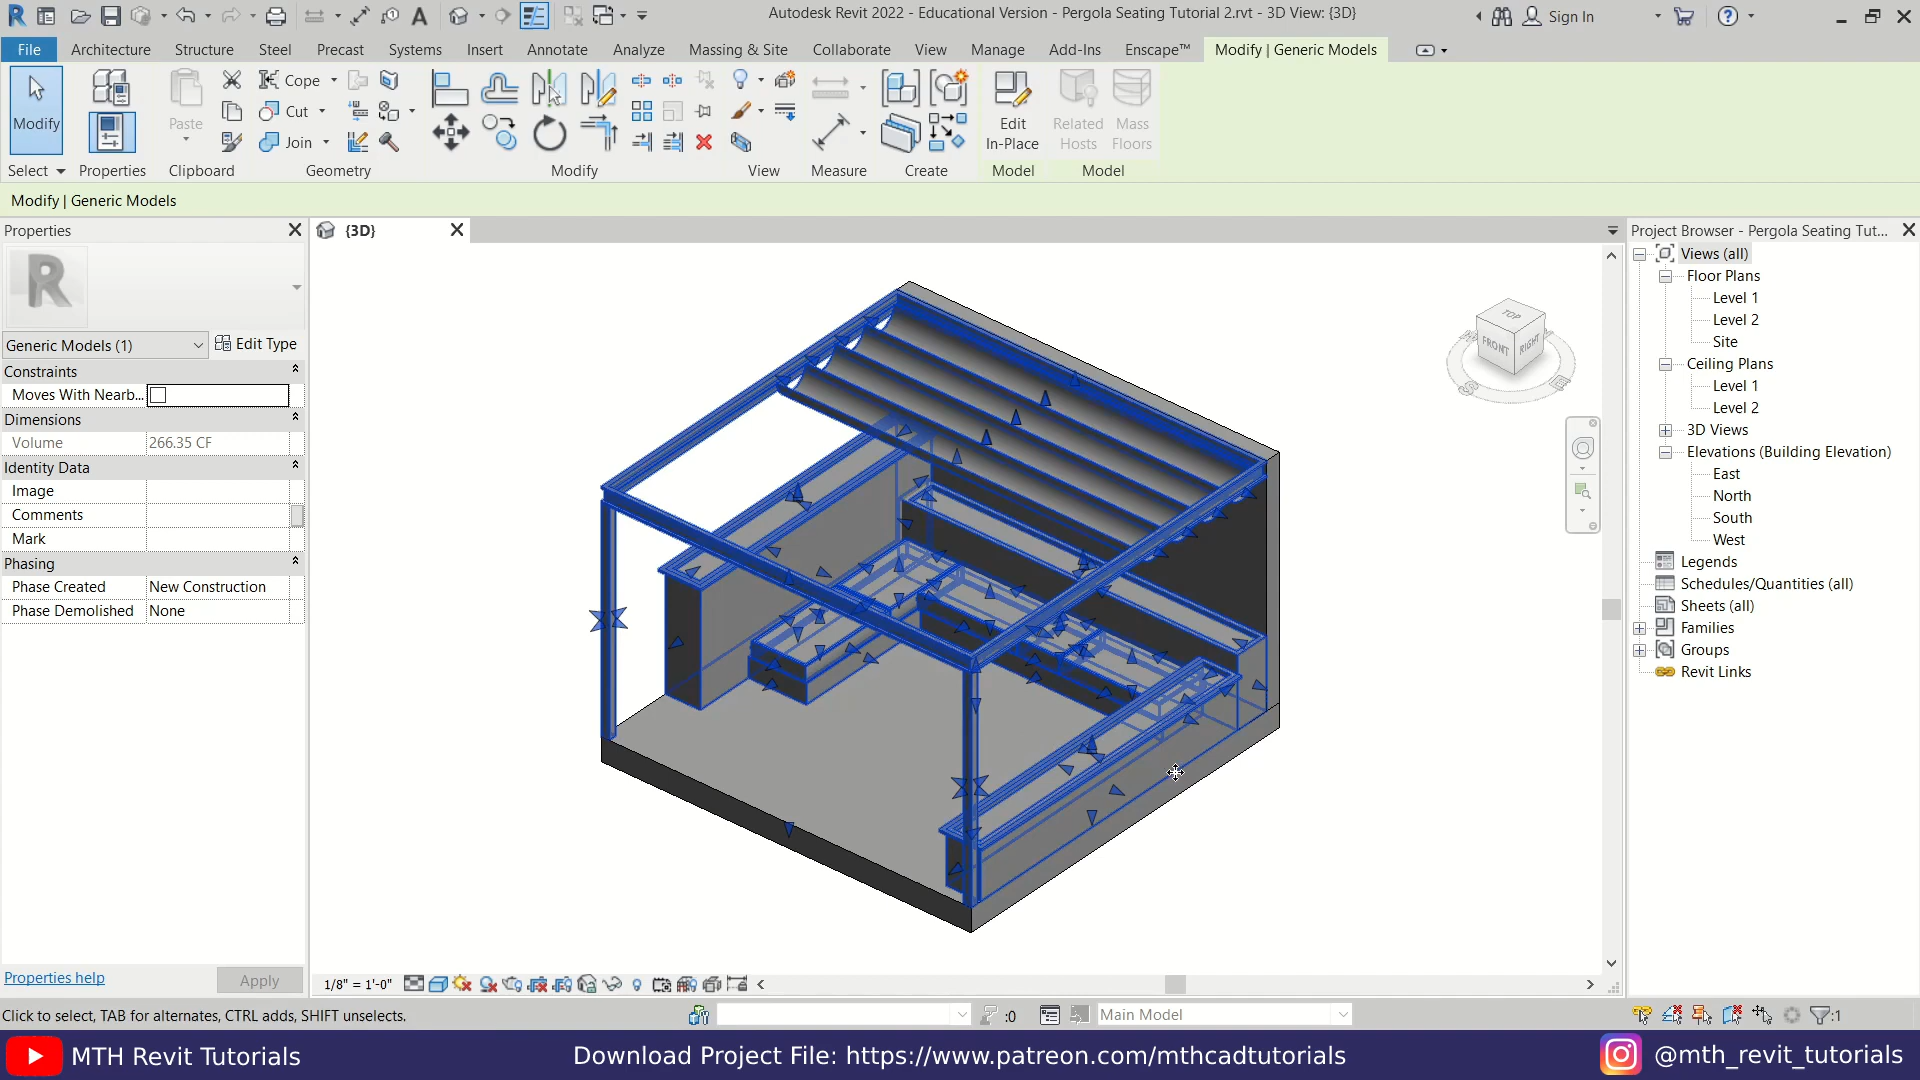 Autodesk Revit 2022 - Educational Version - Pergola Seating Tutorial 2.rvt - 3D View: {3D}
Sign In
File Architecture Structure Steel Precast Systems Insert Annotate Analyze Massing & Site Collaborate View Manage Add-Ins Enscape™ Modify | Generic Models
Modify
Paste
Cope
Cut
Join
Edit
In-Place
Related
Hosts
Mass
Floors
Select Properties Clipboard Geometry Modify View Measure Create Model Model
Modify | Generic Models
Properties
R
Generic Models (1)
Edit Type
Constraints
Moves With Nearb...
Dimensions
Volume 266.35 CF
Identity Data
Image
Comments
Mark
Phasing
Phase Created New Construction
Phase Demolished None
Properties help
Apply
{3D}
TOP
FRONT
RIGHT
S
E
1/8" = 1'-0"
Project Browser - Pergola Seating Tut...
Views (all)
Floor Plans
Level 1
Level 2
Site
Ceiling Plans
Level 1
Level 2
3D Views
Elevations (Building Elevation)
East
North
South
West
Legends
Schedules/Quantities (all)
Sheets (all)
Families
Groups
Revit Links
Click to select, TAB for alternates, CTRL adds, SHIFT unselects.
:0
Main Model
:1
MTH Revit Tutorials
Download Project File: https://www.patreon.com/mthcadtutorials
@mth_revit_tutorials